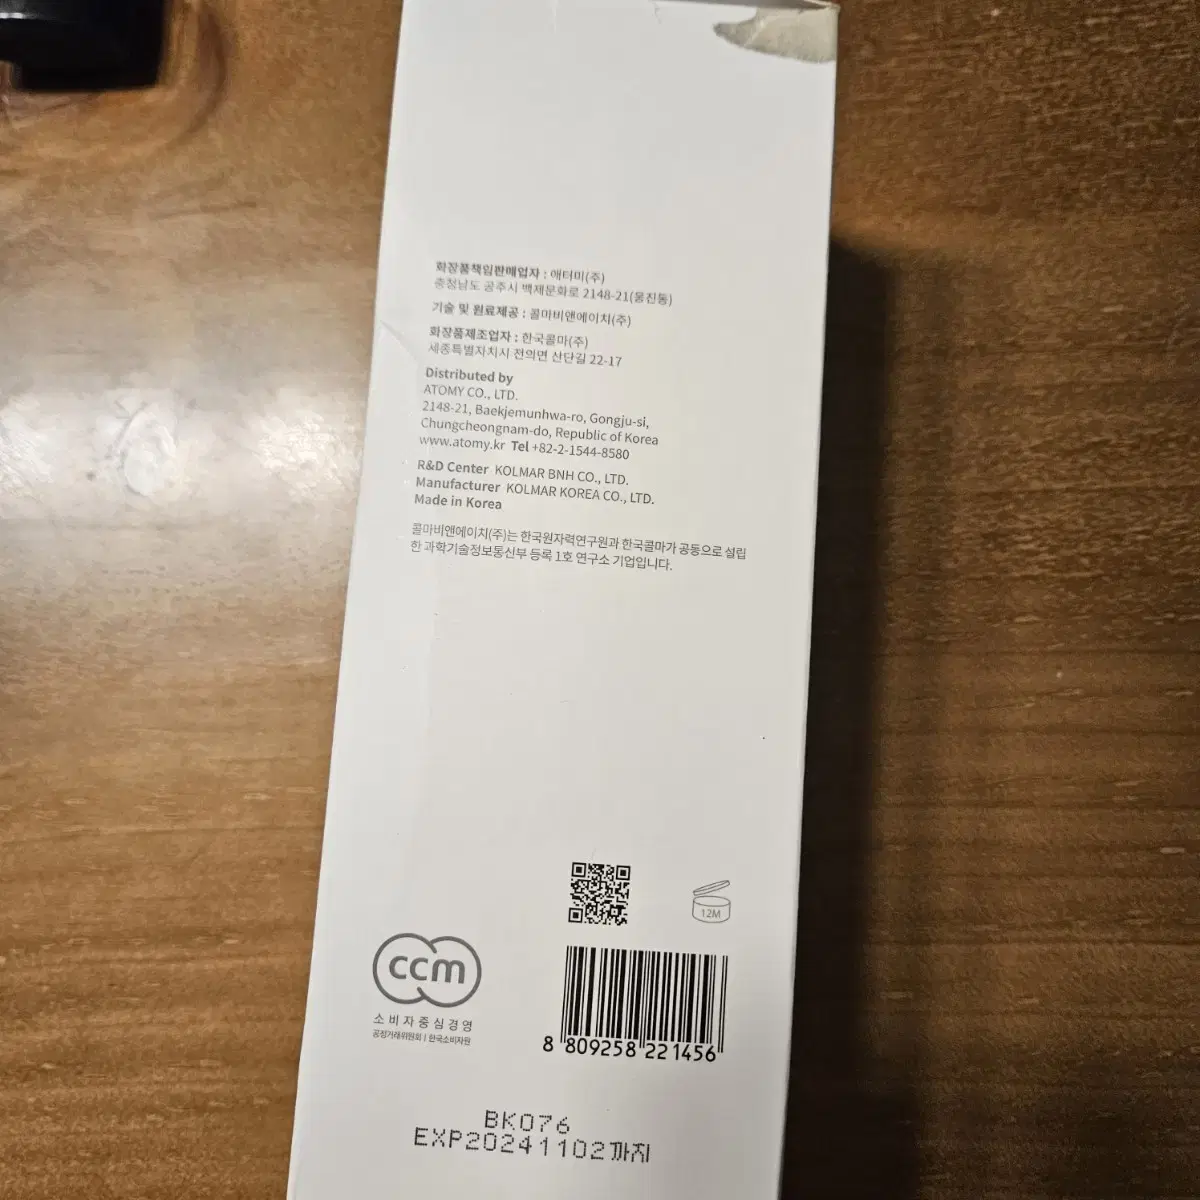 화장품책임판매업자 : 애터미(주)
충청남도 공주시 백제문화로 2148-21(웅진동)
기술 및 원료제공 : 콜마비앤에이치(주)
화장품제조업자 : 한국콜마(주)
세종특별자치시 전의면 산단길 22-17
Distributed by
ATOMY CO., LTD.
2148-21, Baekjemunhwa-ro, Gongju-si,
Chungcheongnam-do, Republic of Korea
www.atomy.kr Tel +82-2-1544-8580
R&D Center KOLMAR BNH CO., LTD.
Manufacturer KOLMAR KOREA CO., LTD.
Made in Korea
콜마비앤에이치(주)는 한국원자력연구원과 한국콜마가 공동으로 설립
한 과학기술정보통신부 등록 1호 연구소 기업입니다.
12M
ccm
소비자중심경영
공정거래위원회 | 한국소비자원
8 809258 221456
BK076
EXP20241102까지